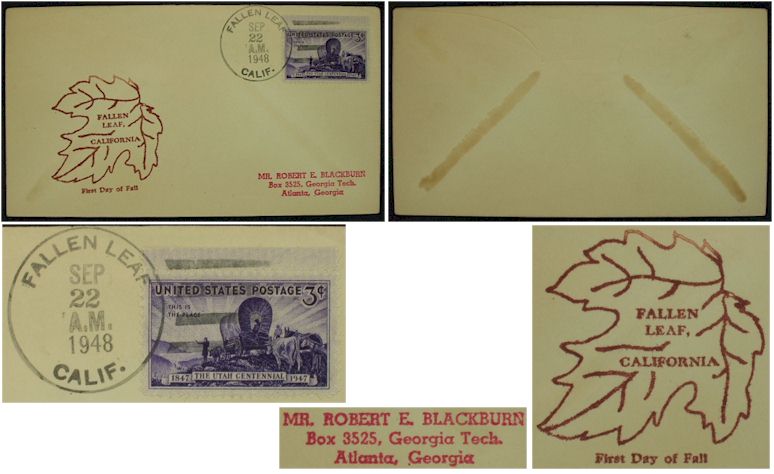 FALLEN LEAF
SEP
22
A.M.
1948
CALIF.
UNITED STATES POSTAGE 3¢
THIS IS
THE PLACE
1847 THE UTAH CENTENNIAL 1947
FALLEN
LEAF,
CALIFORNIA
First Day of Fall
MR. ROBERT E. BLACKBURN
Box 3525, Georgia Tech.
Atlanta, Georgia
FALLEN LEAF
SEP
22
A.M.
1948
CALIF.
UNITED STATES POSTAGE 3¢
THIS IS
THE PLACE
1847 THE UTAH CENTENNIAL 1947
FALLEN
LEAF,
CALIFORNIA
First Day of Fall
MR. ROBERT E. BLACKBURN
Box 3525, Georgia Tech.
Atlanta, Georgia